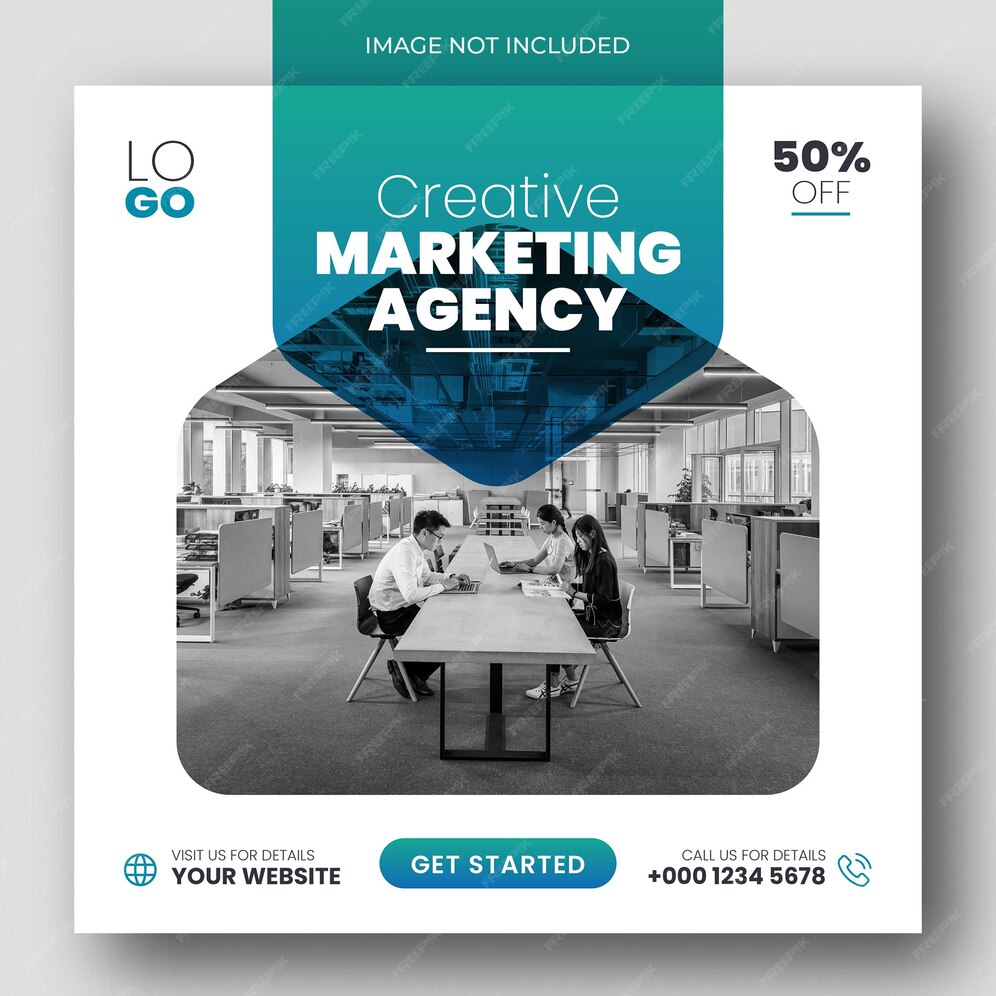 IMAGE NOT INCLUDED
LO
GO
50%
OFF
Creative
MARKETING
AGENCY
VISIT US FOR DETAILS
YOUR WEBSITE
GET STARTED
CALL US FOR DETAILS
+000 1234 5678
FREEPIK